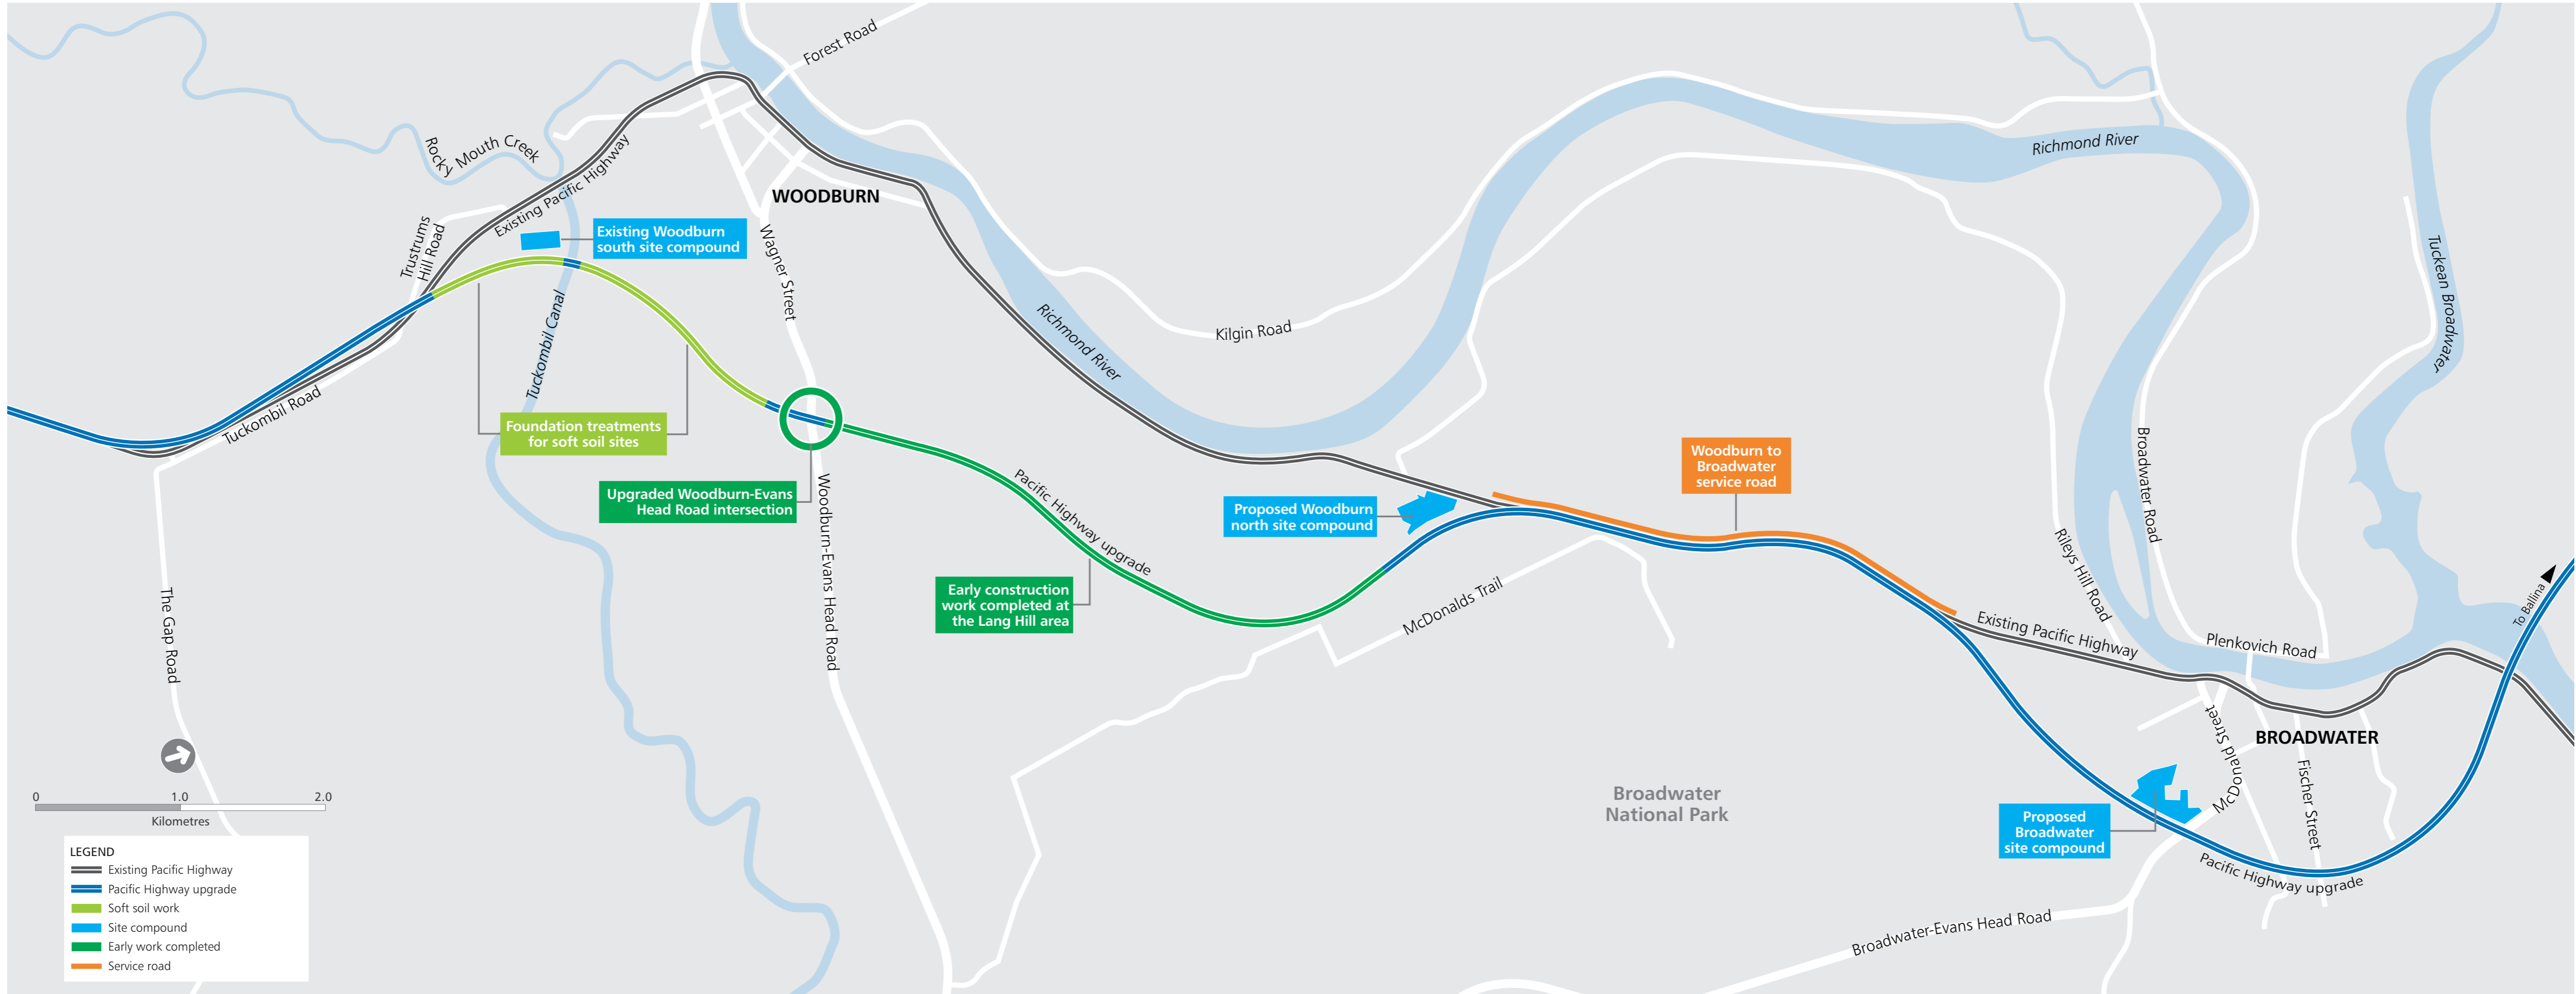 Forest Road
Rocky Mouth Creek
Existing Pacific Highway
WOODBURN
Richmond River
Trustrums
Hill Road
Existing Woodburn
south site compound
Wagner Street
Tuckombil Canal
Richmond River
Kilgin Road
Tuckean Broadwater
Tuckombil Road
Foundation treatments
for soft soil sites
Upgraded Woodburn-Evans
Head Road intersection
Woodburn-Evans Head Road
Pacific Highway upgrade
Early construction
work completed at
the Lang Hill area
Proposed Woodburn
north site compound
Woodburn to
Broadwater
service road
McDonalds Trail
Broadwater Road
Rileys Hill Road
Existing Pacific Highway
Plenkovich Road
To Ballina
The Gap Road
BROADWATER
McDonald Street
Fischer Street
Broadwater
National Park
Proposed
Broadwater
site compound
Pacific Highway upgrade
Broadwater-Evans Head Road
0 1.0 2.0
Kilometres
LEGEND
Existing Pacific Highway
Pacific Highway upgrade
Soft soil work
Site compound
Early work completed
Service road